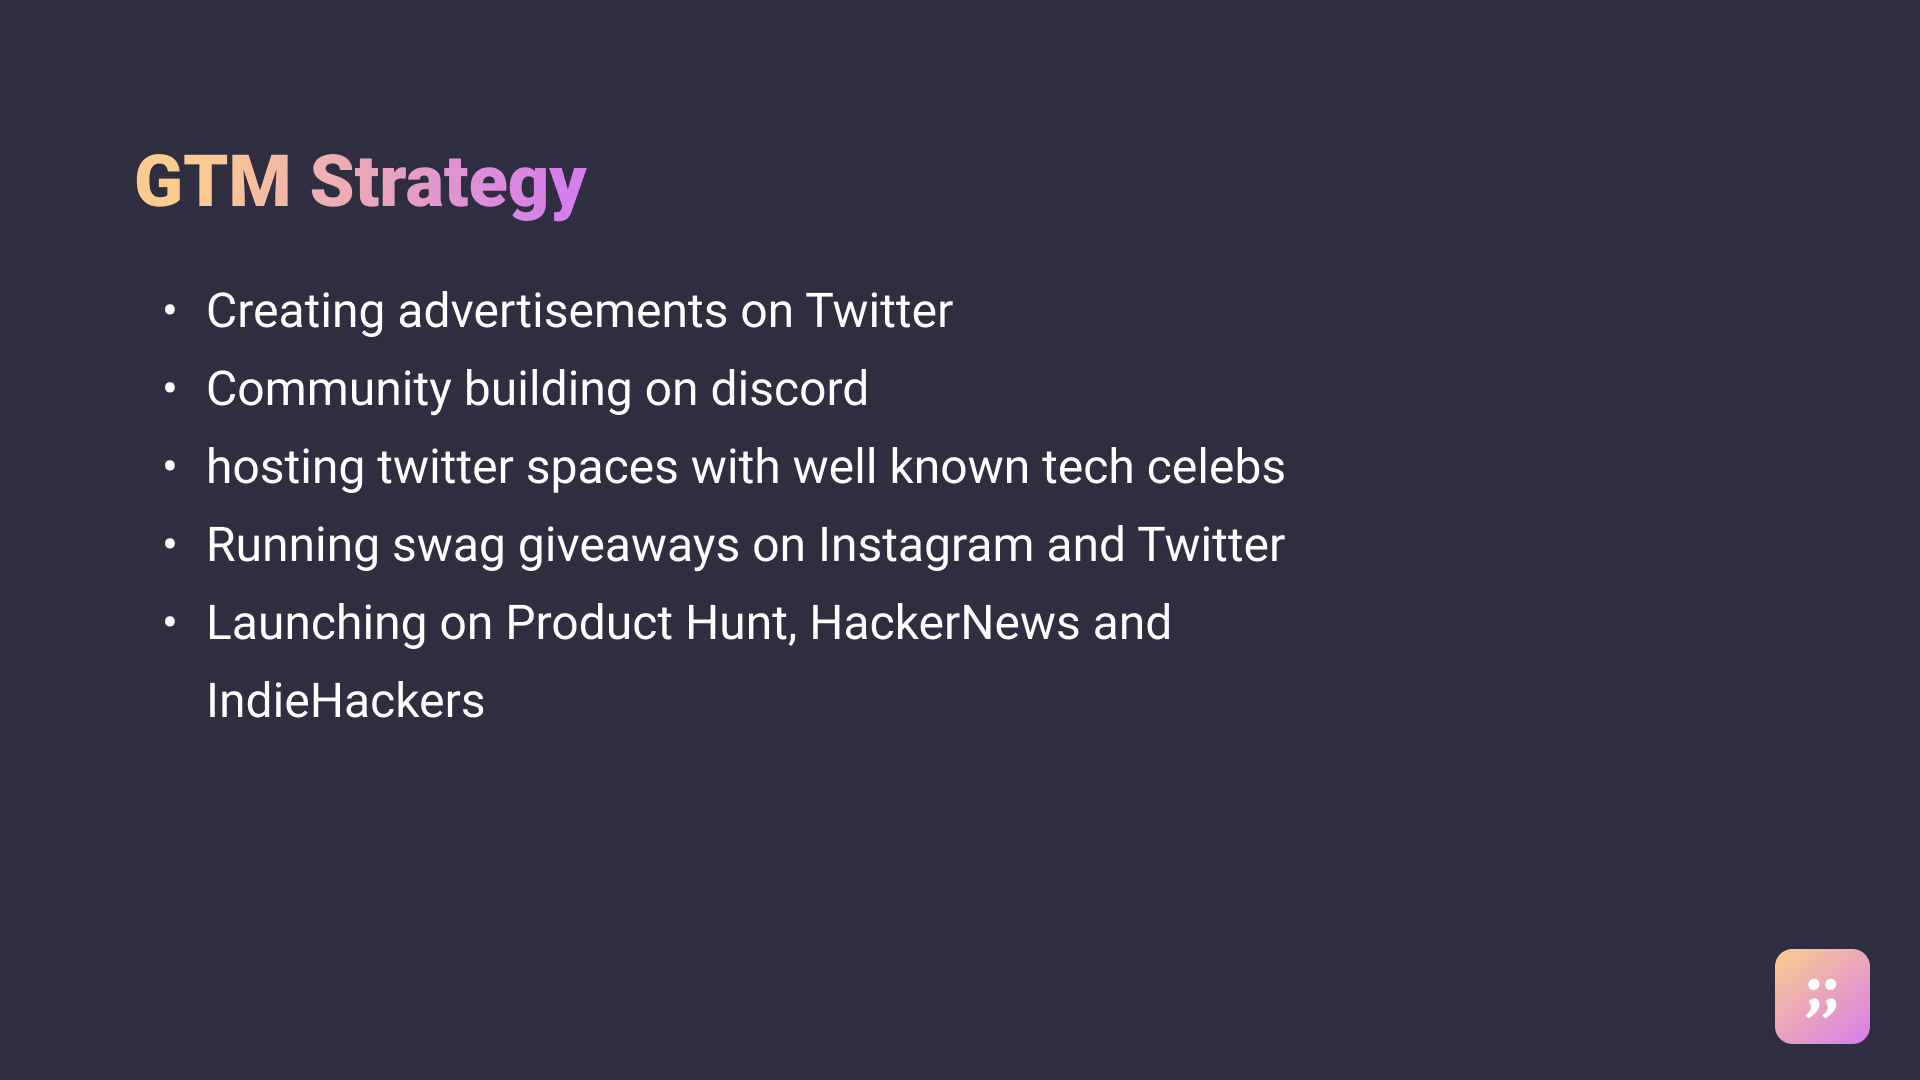 GTM Strategy
• Creating advertisements on Twitter
• Community building on discord
• hosting twitter spaces with well known tech celebs
• Running swag giveaways on Instagram and Twitter
• Launching on Product Hunt, HackerNews and
IndieHackers
;;